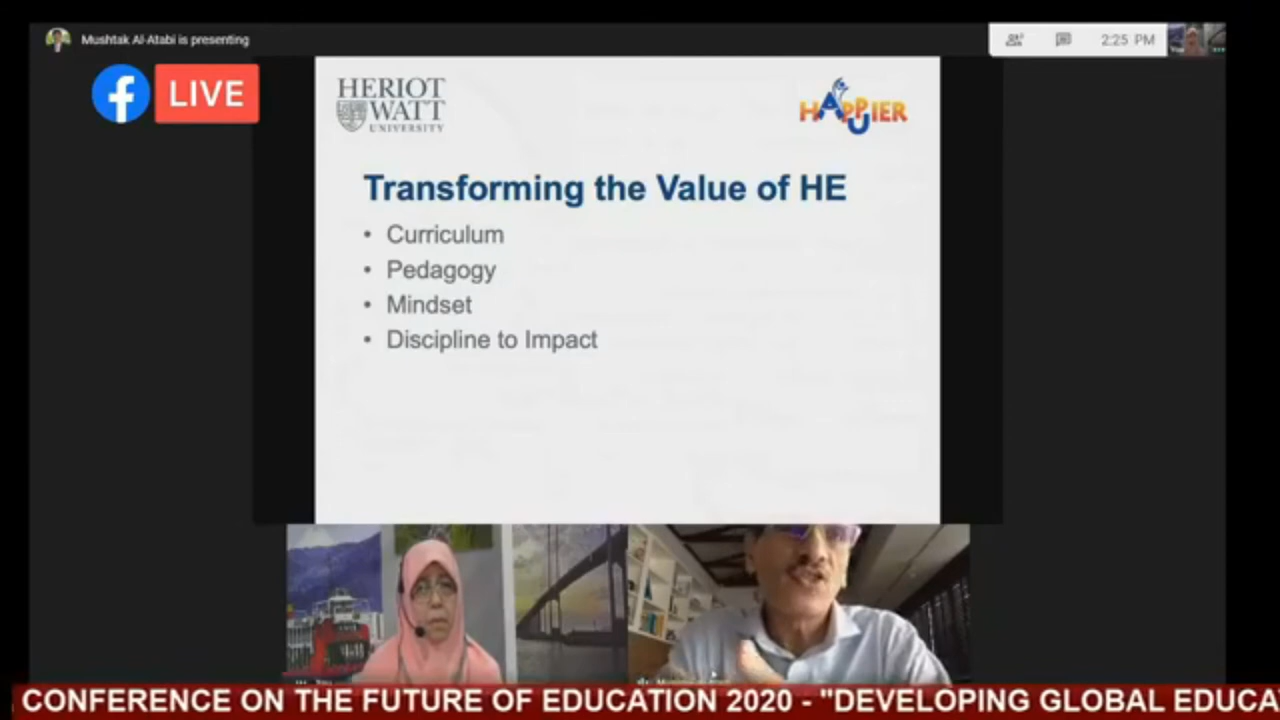 Mushtak Al-Atabi is presenting
2:25 PM
LIVE
HERIOT
WATT
UNIVERSITY
HAPPIER
U
Transforming the Value of HE
• Curriculum
• Pedagogy
• Mindset
• Discipline to Impact
CONFERENCE ON THE FUTURE OF EDUCATION 2020 - "DEVELOPING GLOBAL EDUCA